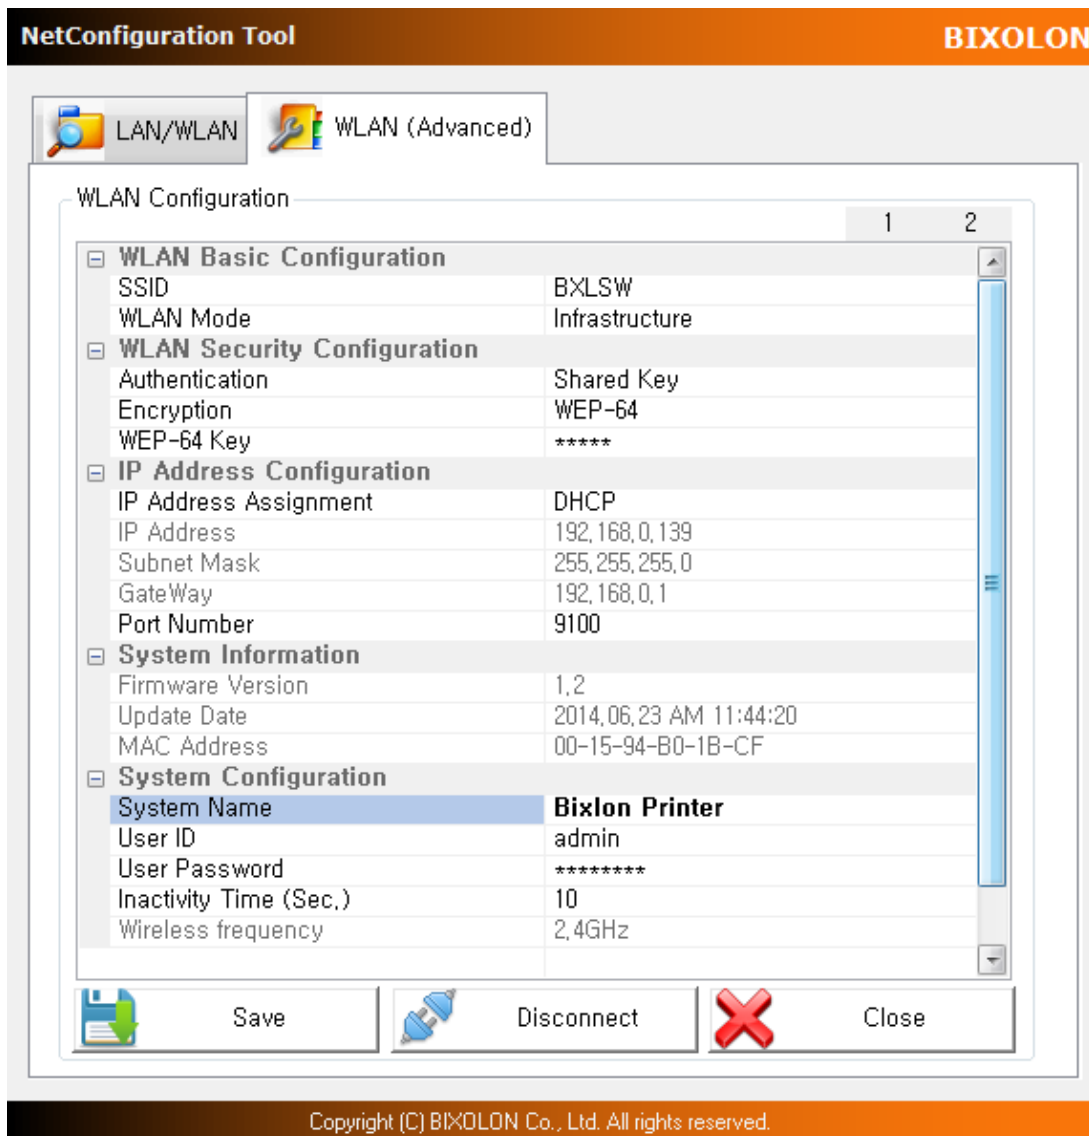 NetConfiguration Tool BIXOLON
LAN/WLAN WLAN (Advanced)
WLAN Configuration
1 2
WLAN Basic Configuration
SSID BXLSW
WLAN Mode Infrastructure
WLAN Security Configuration
Authentication Shared Key
Encryption WEP-64
WEP-64 Key *****
IP Address Configuration
IP Address Assignment DHCP
IP Address 192.168.0.139
Subnet Mask 255.255.255.0
GateWay 192.168.0.1
Port Number 9100
System Information
Firmware Version 1.2
Update Date 2014.06.23 AM 11:44:20
MAC Address 00-15-94-B0-1B-CF
System Configuration
System Name Bixlon Printer
User ID admin
User Password ********
Inactivity Time (Sec.) 10
Wireless frequency 2.4GHz
Save Disconnect Close
Copyright (C) BIXOLON Co., Ltd. All rights reserved.